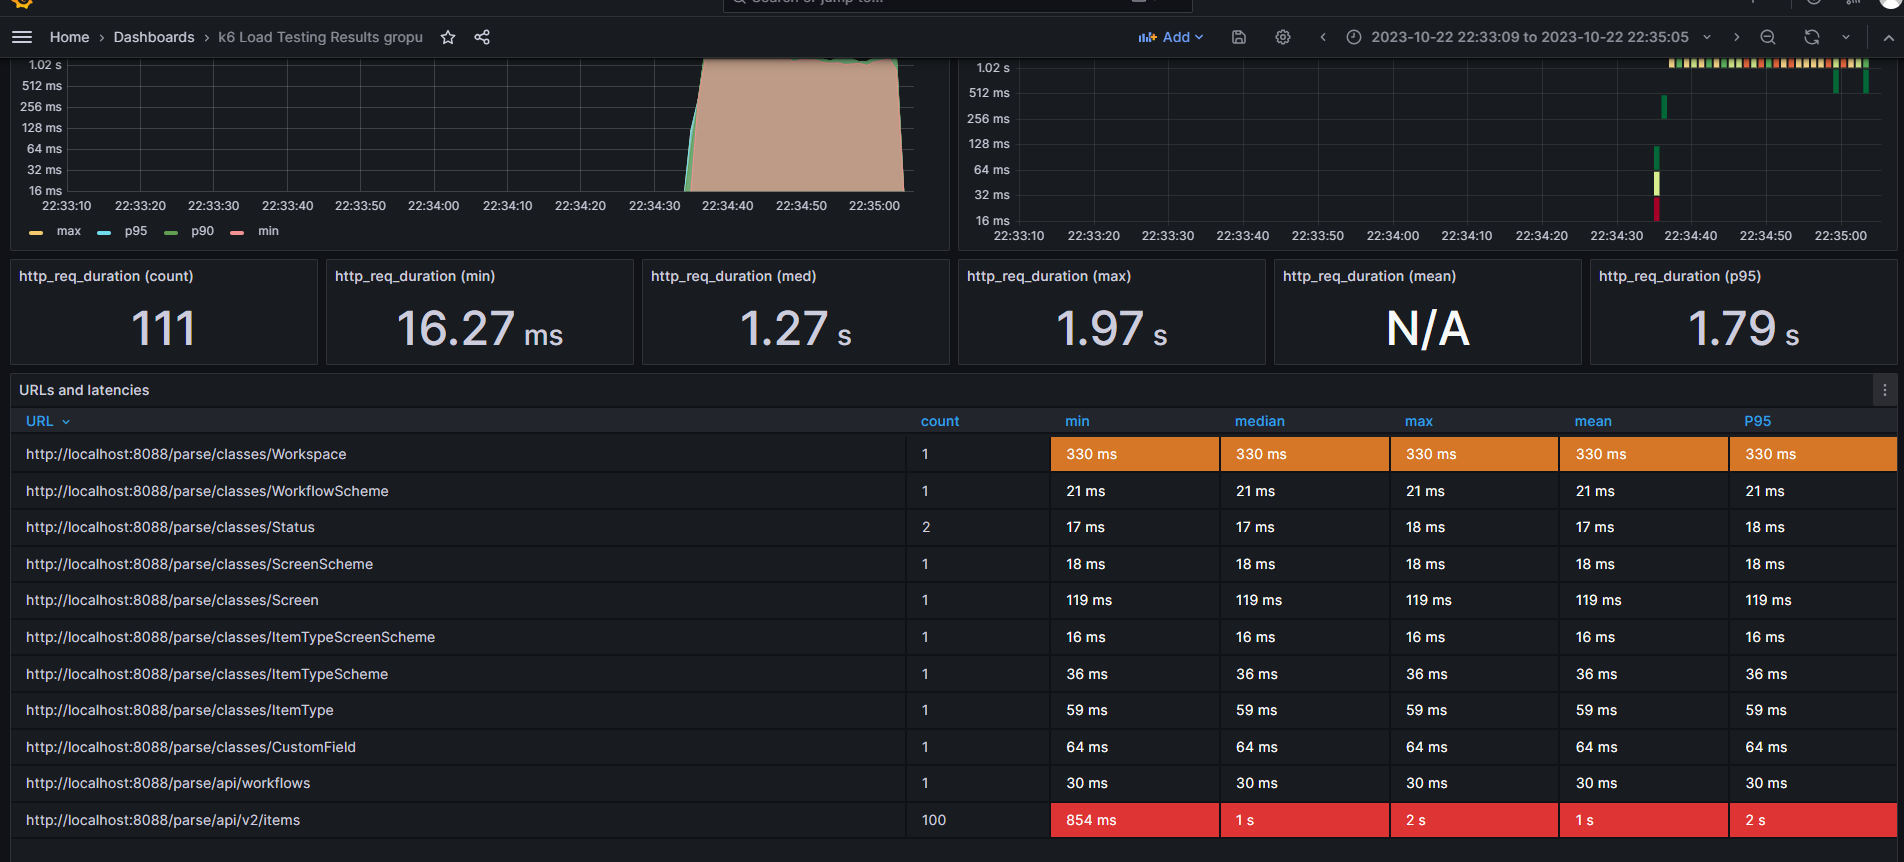 Search or jump to...
Home › Dashboards › k6 Load Testing Results gropu
Add
2023-10-22 22:33:09 to 2023-10-22 22:35:05
1.02 s
512 ms
256 ms
128 ms
64 ms
32 ms
16 ms
22:33:10 22:33:20 22:33:30 22:33:40 22:33:50 22:34:00 22:34:10 22:34:20 22:34:30 22:34:40 22:34:50 22:35:00
max p95 p90 min
1.02 s
512 ms
256 ms
128 ms
64 ms
32 ms
16 ms
22:33:10 22:33:20 22:33:30 22:33:40 22:33:50 22:34:00 22:34:10 22:34:20 22:34:30 22:34:40 22:34:50 22:35:00
http_req_duration (count)
111
http_req_duration (min)
16.27 ms
http_req_duration (med)
1.27 s
http_req_duration (max)
1.97 s
http_req_duration (mean)
N/A
http_req_duration (p95)
1.79 s
URLs and latencies
URL count min median max mean P95
http://localhost:8088/parse/classes/Workspace 1 330 ms 330 ms 330 ms 330 ms 330 ms
http://localhost:8088/parse/classes/WorkflowScheme 1 21 ms 21 ms 21 ms 21 ms 21 ms
http://localhost:8088/parse/classes/Status 2 17 ms 17 ms 18 ms 17 ms 18 ms
http://localhost:8088/parse/classes/ScreenScheme 1 18 ms 18 ms 18 ms 18 ms 18 ms
http://localhost:8088/parse/classes/Screen 1 119 ms 119 ms 119 ms 119 ms 119 ms
http://localhost:8088/parse/classes/ItemTypeScreenScheme 1 16 ms 16 ms 16 ms 16 ms 16 ms
http://localhost:8088/parse/classes/ItemTypeScheme 1 36 ms 36 ms 36 ms 36 ms 36 ms
http://localhost:8088/parse/classes/ItemType 1 59 ms 59 ms 59 ms 59 ms 59 ms
http://localhost:8088/parse/classes/CustomField 1 64 ms 64 ms 64 ms 64 ms 64 ms
http://localhost:8088/parse/api/workflows 1 30 ms 30 ms 30 ms 30 ms 30 ms
http://localhost:8088/parse/api/v2/items 100 854 ms 1 s 2 s 1 s 2 s